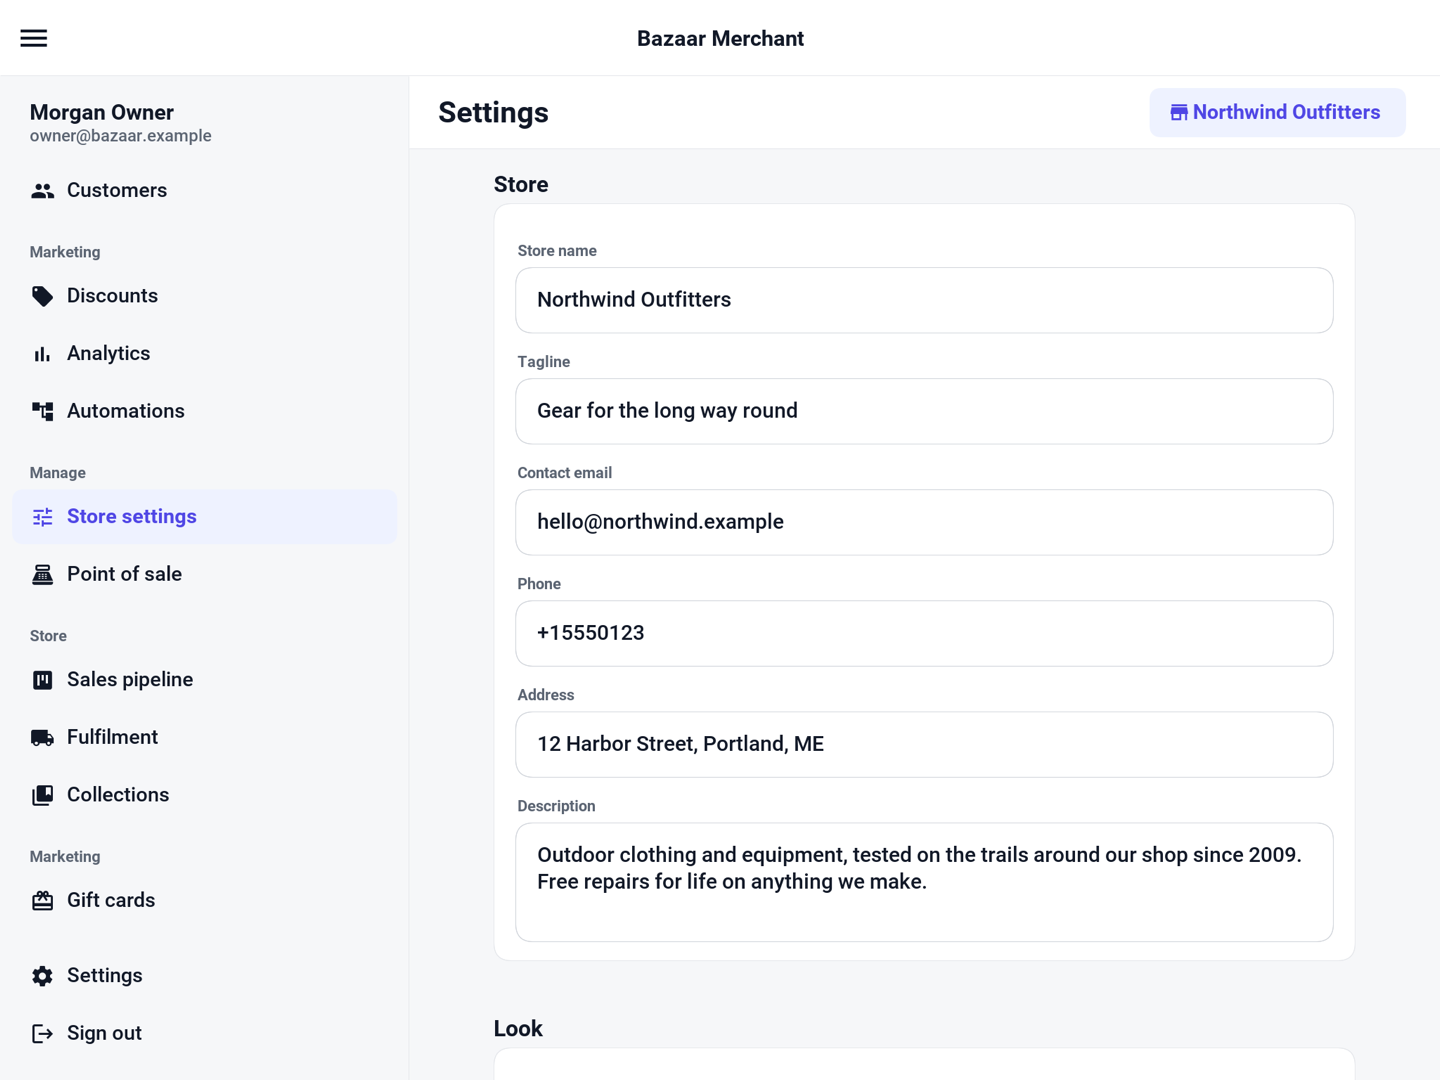 Bazaar Merchant
Morgan Owner
owner@bazaar.example
Customers
Marketing
Discounts
Analytics
Automations
Manage
Store settings
Point of sale
Store
Sales pipeline
Fulfilment
Collections
Marketing
Gift cards
Settings
Sign out
Settings
Northwind Outfitters
Store
Store name
Northwind Outfitters
Tagline
Gear for the long way round
Contact email
hello@northwind.example
Phone
+15550123
Address
12 Harbor Street, Portland, ME
Description
Outdoor clothing and equipment, tested on the trails around our shop since 2009.
Free repairs for life on anything we make.
Look